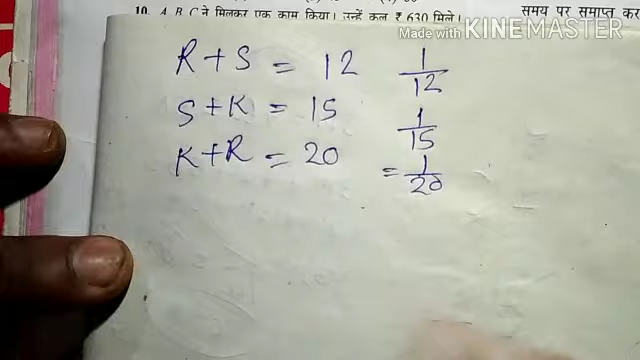 10. A, B, C ने मिलकर एक काम किया। उन्हें कुल ₹ 630 मिले।
समय पर समाप्त कर
Made with KINEMASTER
R+S = 12 1/12
S+K = 15 1/15
K+R = 20 = 1/20